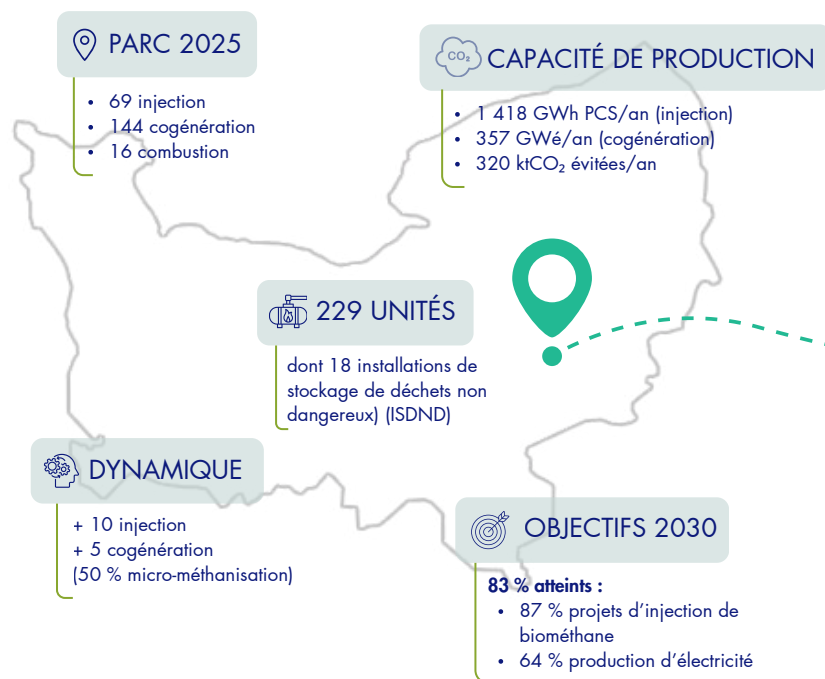 PARC 2025
• 69 injection
• 144 cogénération
• 16 combustion
CO₂
CAPACITÉ DE PRODUCTION
• 1 418 GWh PCS/an (injection)
• 357 GWé/an (cogénération)
• 320 ktCO₂ évitées/an
229 UNITÉS
dont 18 installations de
stockage de déchets non
dangereux) (ISDND)
DYNAMIQUE
+ 10 injection
+ 5 cogénération
(50 % micro-méthanisation)
OBJECTIFS 2030
83 % atteints :
• 87 % projets d’injection de
biométhane
• 64 % production d’électricité